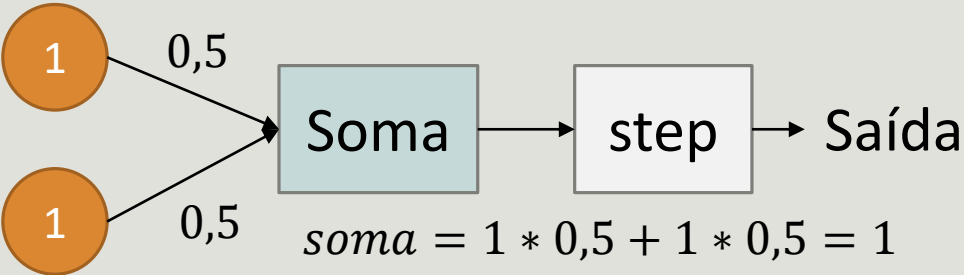 1
0,5
Soma
step
Saída
1
0,5
soma = 1 * 0,5 + 1 * 0,5 = 1